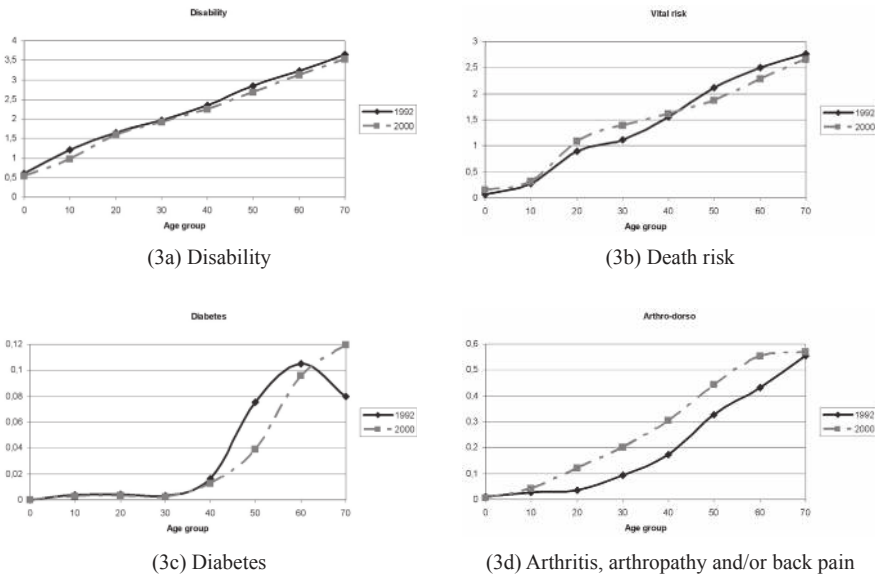 Disability
4
3,5
3
2,5
2
1,5
1
0,5
0
0 10 20 30 40 50 60 70
Age group
1992
2000
(3a) Disability
Vital risk
3
2,5
2
1,5
1
0,5
0
0 10 20 30 40 50 60 70
Age group
1992
2000
(3b) Death risk
Diabetes
0,12
0,1
0,08
0,06
0,04
0,02
0
0 10 20 30 40 50 60 70
Age group
1992
2000
(3c) Diabetes
Arthro-dorso
0,6
0,5
0,4
0,3
0,2
0,1
0
0 10 20 30 40 50 60 70
Age group
1992
2000
(3d) Arthritis, arthropathy and/or back pain